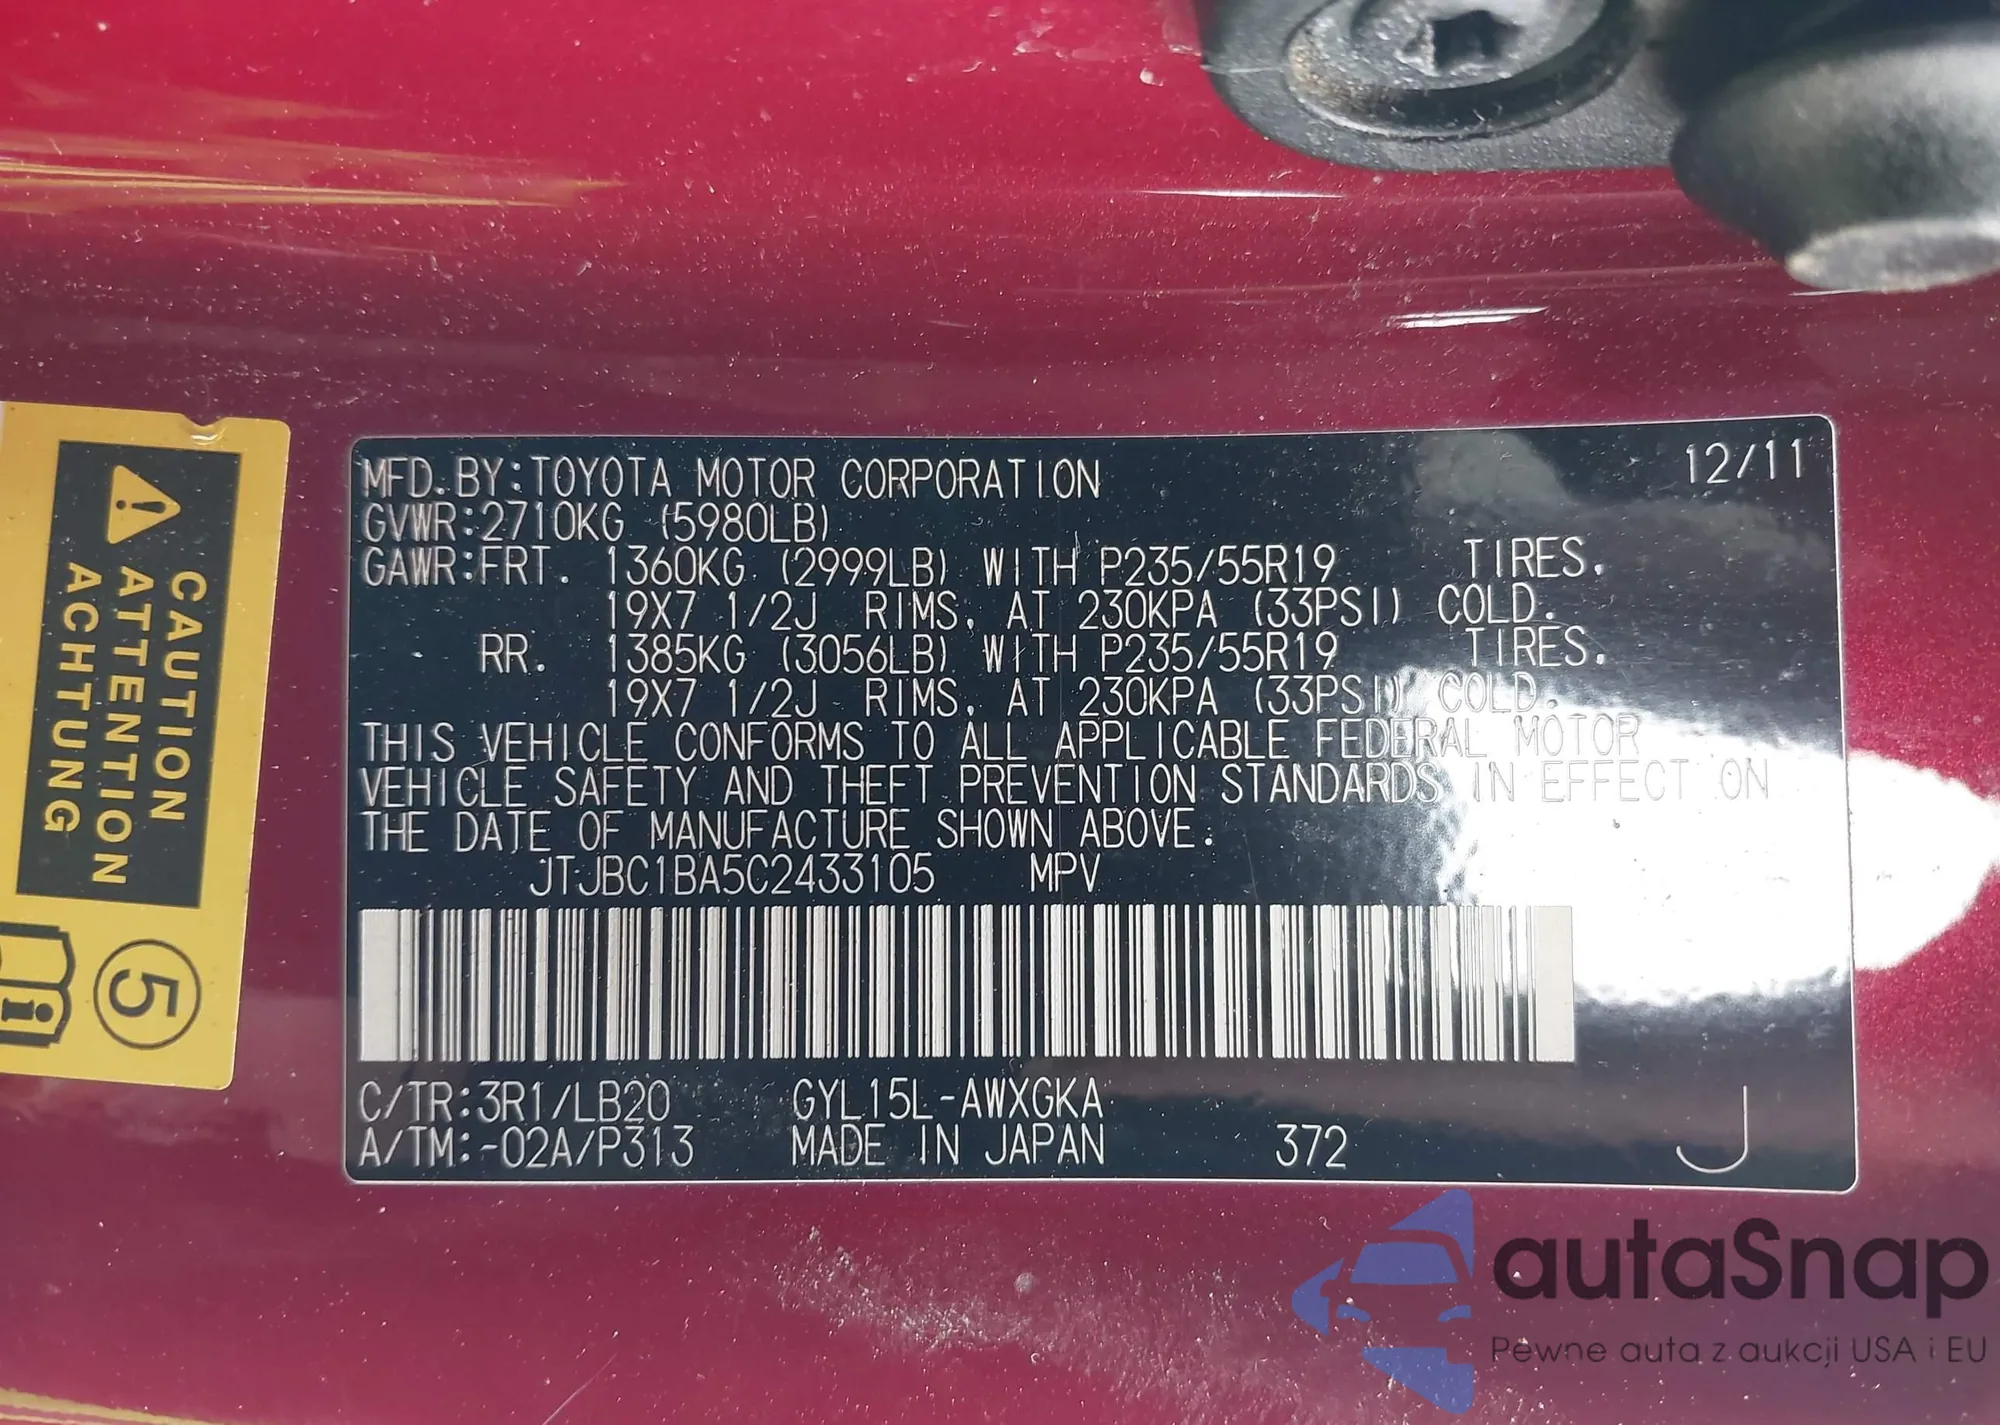 MFD.BY:TOYOTA MOTOR CORPORATION 12/11
GVWR:2710KG (5980LB)
GAWR:FRT. 1360KG (2999LB) WITH P235/55R19 TIRES,
19X7 1/2J RIMS, AT 230KPA (33PSI) COLD.
RR. 1385KG (3056LB) WITH P235/55R19 TIRES,
19X7 1/2J RIMS, AT 230KPA (33PSI) COLD.
THIS VEHICLE CONFORMS TO ALL APPLICABLE FEDERAL MOTOR
VEHICLE SAFETY AND THEFT PREVENTION STANDARDS IN EFFECT ON
THE DATE OF MANUFACTURE SHOWN ABOVE.
JTJBC1BA5C2433105 MPV
C/TR:3R1/LB20 GYL15L-AWXGKA
A/TM:-02A/P313 MADE IN JAPAN 372 J
CAUTION
ATTENTION
ACHTUNG
5
autaSnap
Pewne auta z aukcji USA i EU